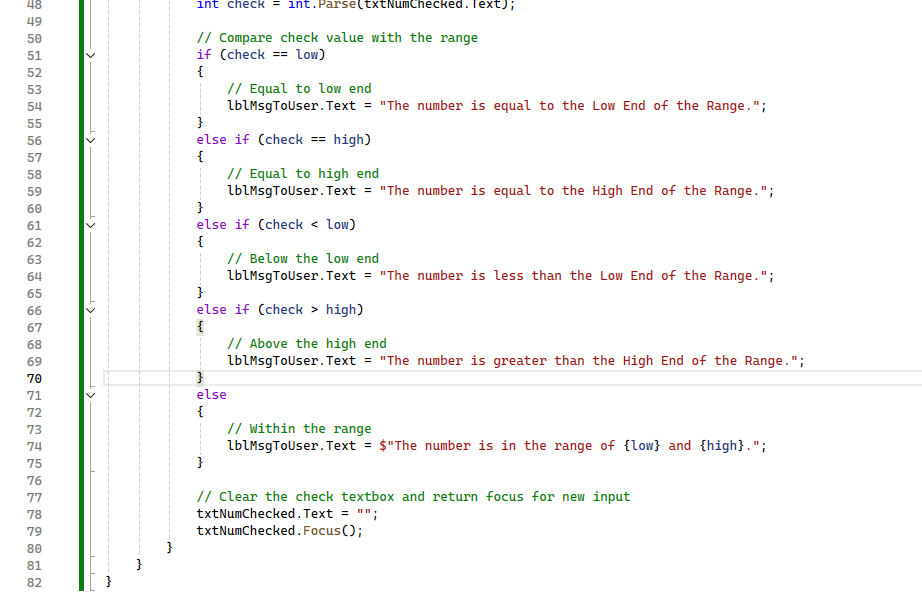 48 int check = int.Parse(txtNumChecked.Text);
49
50 // Compare check value with the range
51 if (check == low)
52 {
53 // Equal to low end
54 lblMsgToUser.Text = "The number is equal to the Low End of the Range.";
55 }
56 else if (check == high)
57 {
58 // Equal to high end
59 lblMsgToUser.Text = "The number is equal to the High End of the Range.";
60 }
61 else if (check < low)
62 {
63 // Below the low end
64 lblMsgToUser.Text = "The number is less than the Low End of the Range.";
65 }
66 else if (check > high)
67 {
68 // Above the high end
69 lblMsgToUser.Text = "The number is greater than the High End of the Range.";
70 }
71 else
72 {
73 // Within the range
74 lblMsgToUser.Text = $"The number is in the range of {low} and {high}.";
75 }
76
77 // Clear the check textbox and return focus for new input
78 txtNumChecked.Text = "";
79 txtNumChecked.Focus();
80 }
81 }
82 }